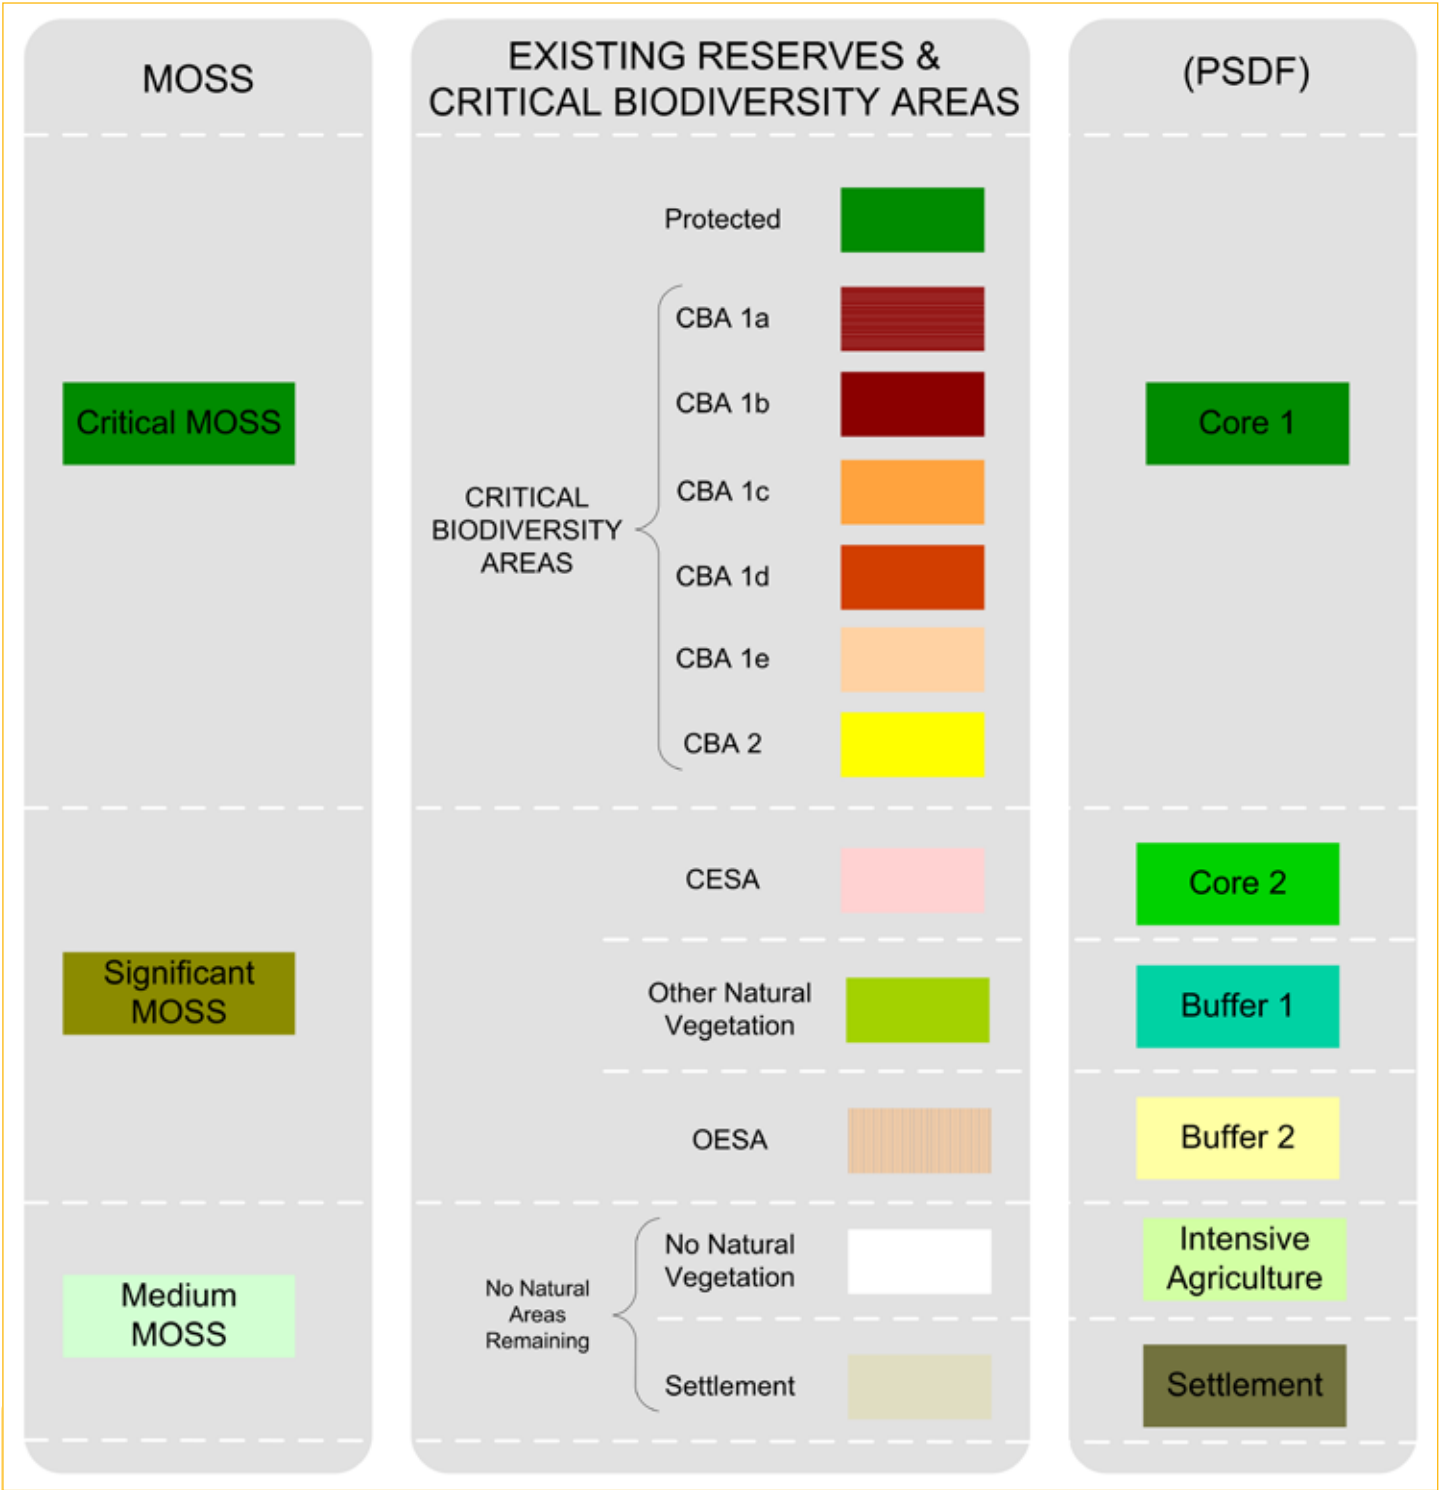 MOSS
EXISTING RESERVES &
CRITICAL BIODIVERSITY AREAS
(PSDF)
Protected
CBA 1a
CBA 1b
CBA 1c
CBA 1d
CBA 1e
CBA 2
CRITICAL
BIODIVERSITY
AREAS
Critical MOSS
Core 1
CESA
Core 2
Significant
MOSS
Other Natural
Vegetation
Buffer 1
OESA
Buffer 2
Medium
MOSS
No Natural
Areas
Remaining
No Natural
Vegetation
Intensive
Agriculture
Settlement
Settlement